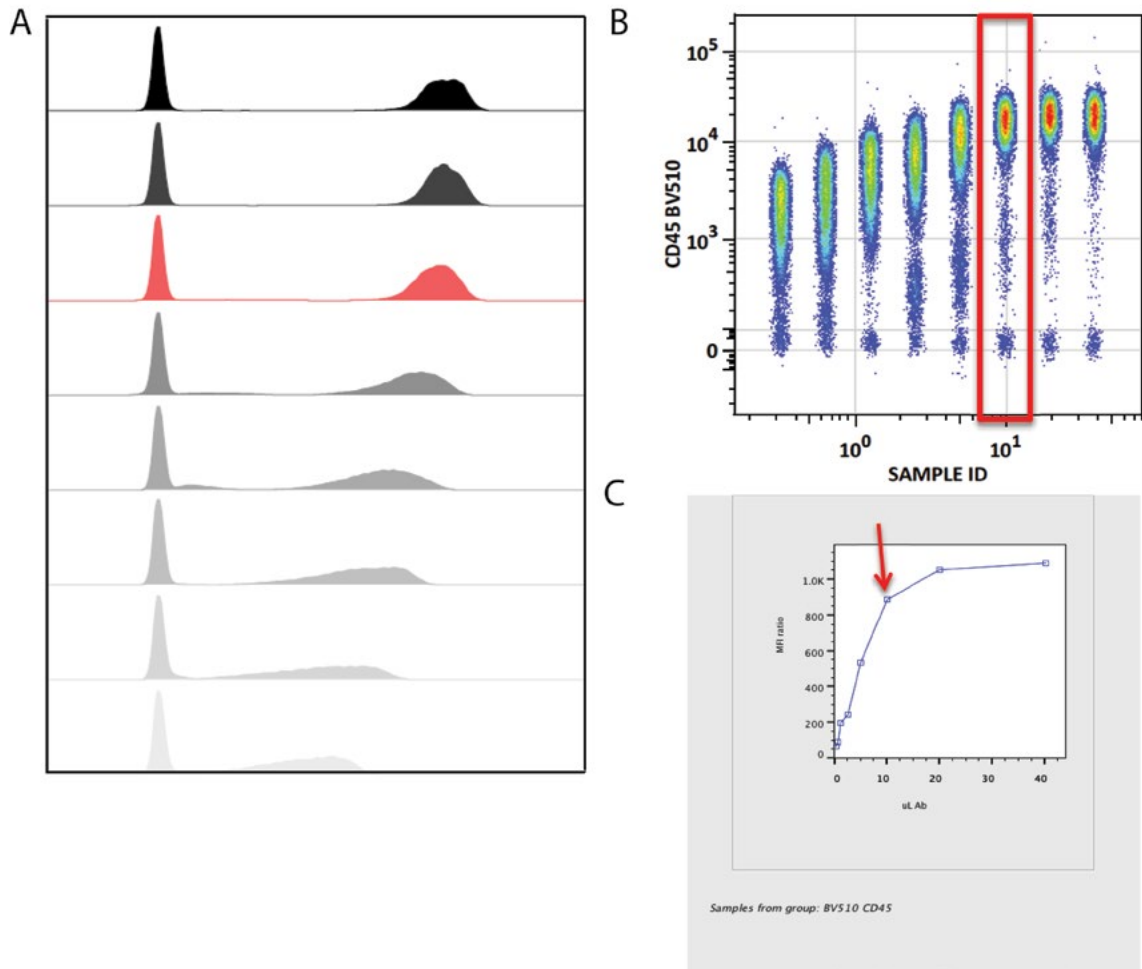 A
B
10^5
10^4
10^3
0
CD45 BV510
10^0
10^1
SAMPLE ID
C
1.0K
800
600
400
200
0
MFI ratio
0 10 20 30 40
uL Ab
Samples from group: BV510 CD45